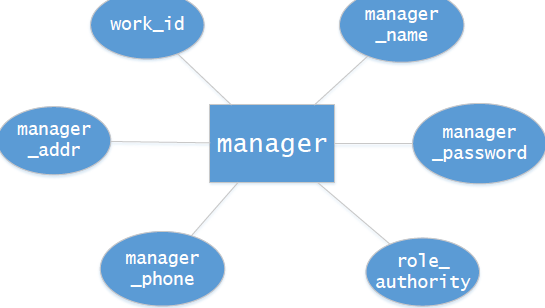 work_id
manager
_name
manager
_addr
manager
manager
_password
manager
_phone
role_
authority